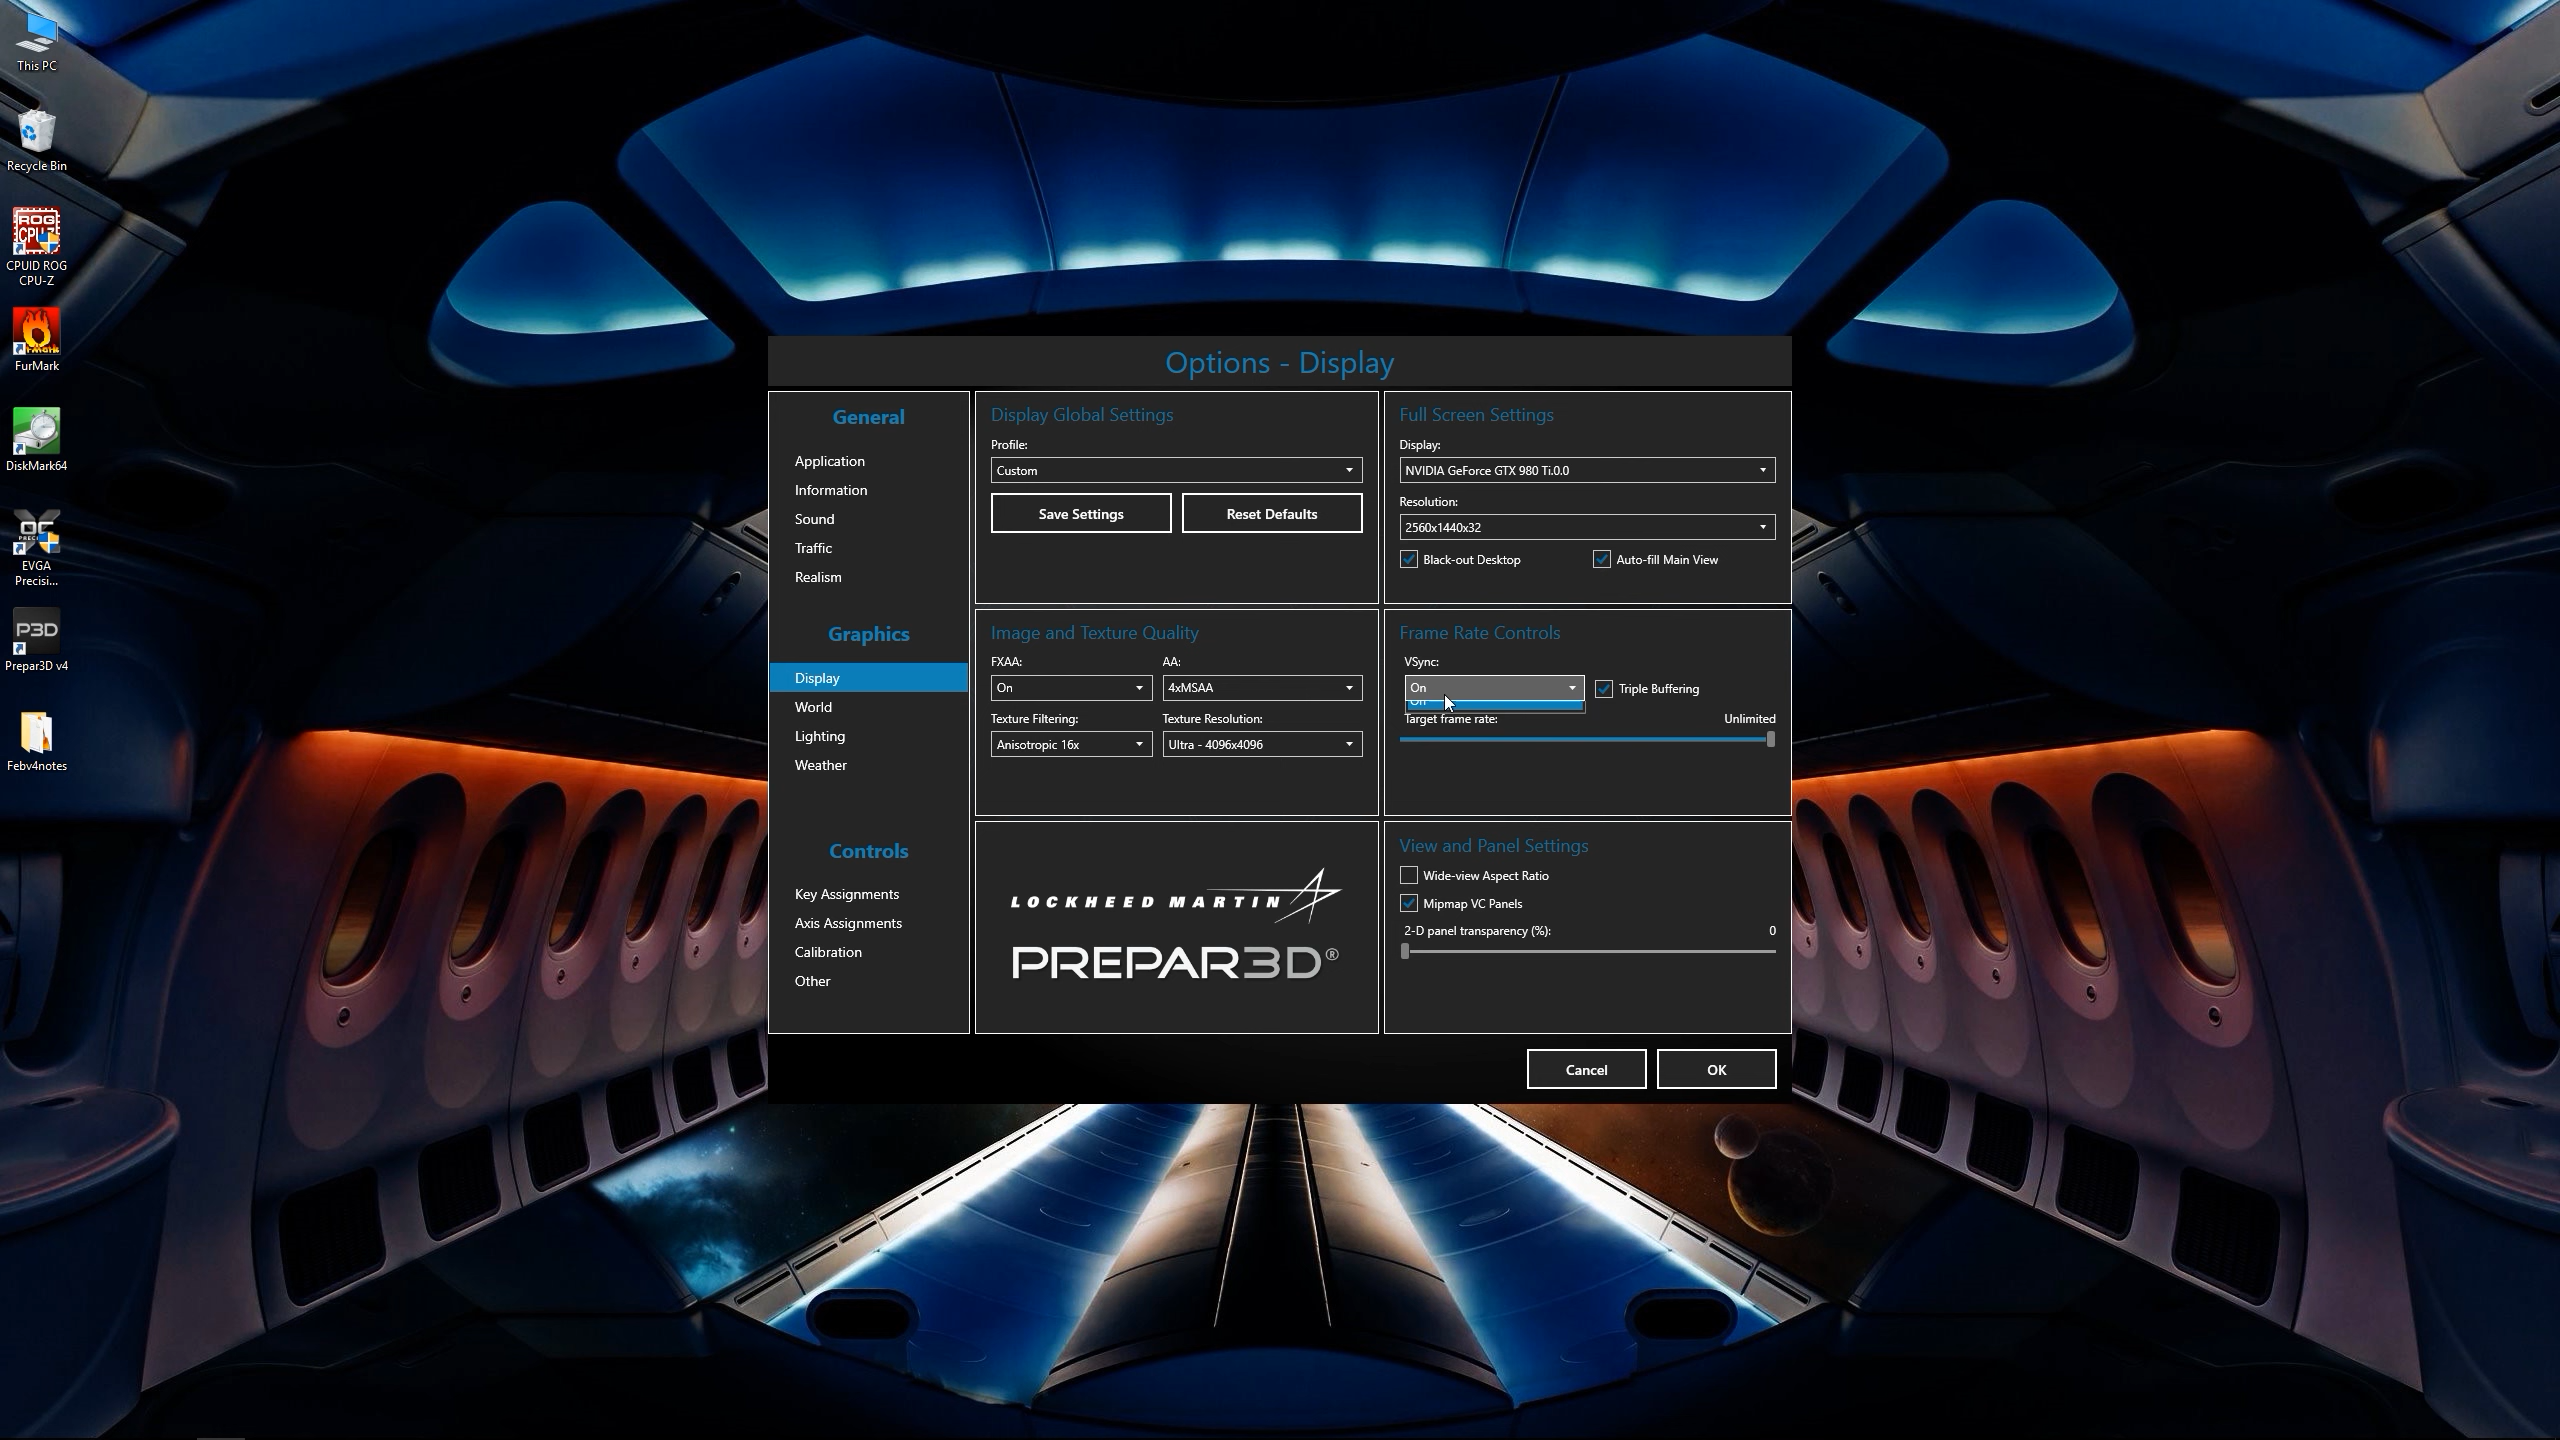 This PC
Recycle Bin
ROG
CPU-Z
CPUID ROG
CPU-Z
FurMark
DiskMark64
EVGA
Precisi...
P3D
Prepar3D v4
Febv4notes
Options - Display
General
Application
Information
Sound
Traffic
Realism
Graphics
Display
World
Lighting
Weather
Controls
Key Assignments
Axis Assignments
Calibration
Other
Display Global Settings
Profile:
Custom
Save Settings
Reset Defaults
Full Screen Settings
Display:
NVIDIA GeForce GTX 980 Ti.0.0
Resolution:
2560x1440x32
Black-out Desktop
Auto-fill Main View
Image and Texture Quality
FXAA:
AA:
On
4xMSAA
Texture Filtering:
Texture Resolution:
Anisotropic 16x
Ultra - 4096x4096
Frame Rate Controls
VSync:
On
Triple Buffering
On
Target frame rate:
Unlimited
LOCKHEED MARTIN
PREPAR3D®
View and Panel Settings
Wide-view Aspect Ratio
Mipmap VC Panels
2-D panel transparency (%):
0
Cancel
OK